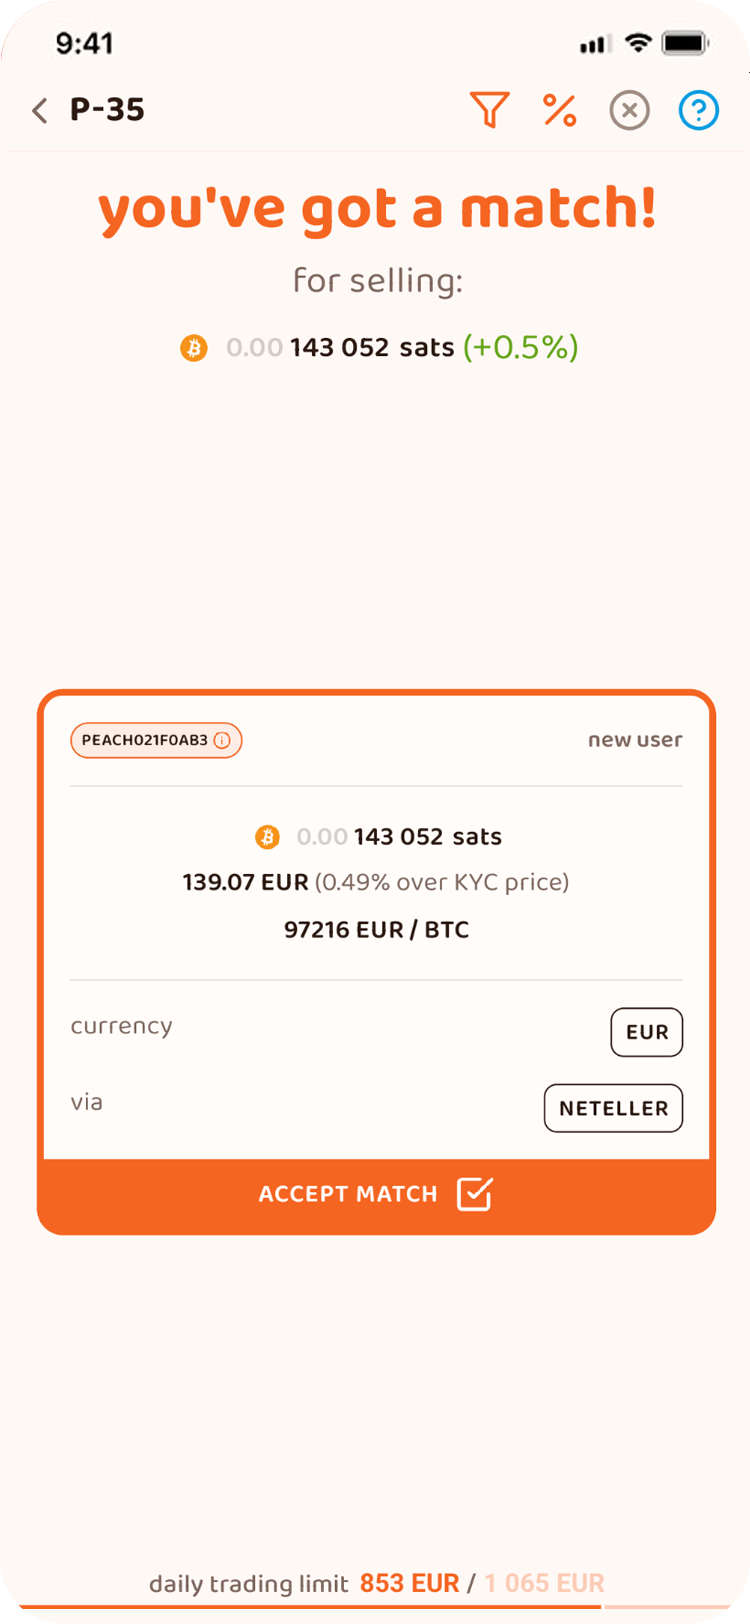 9:41
P-35
you've got a match!
for selling:
0.00 143 052 sats (+0.5%)
PEACH021F0AB3
new user
0.00 143 052 sats
139.07 EUR (0.49% over KYC price)
97216 EUR / BTC
currency
EUR
via
NETELLER
ACCEPT MATCH
daily trading limit 853 EUR / 1 065 EUR